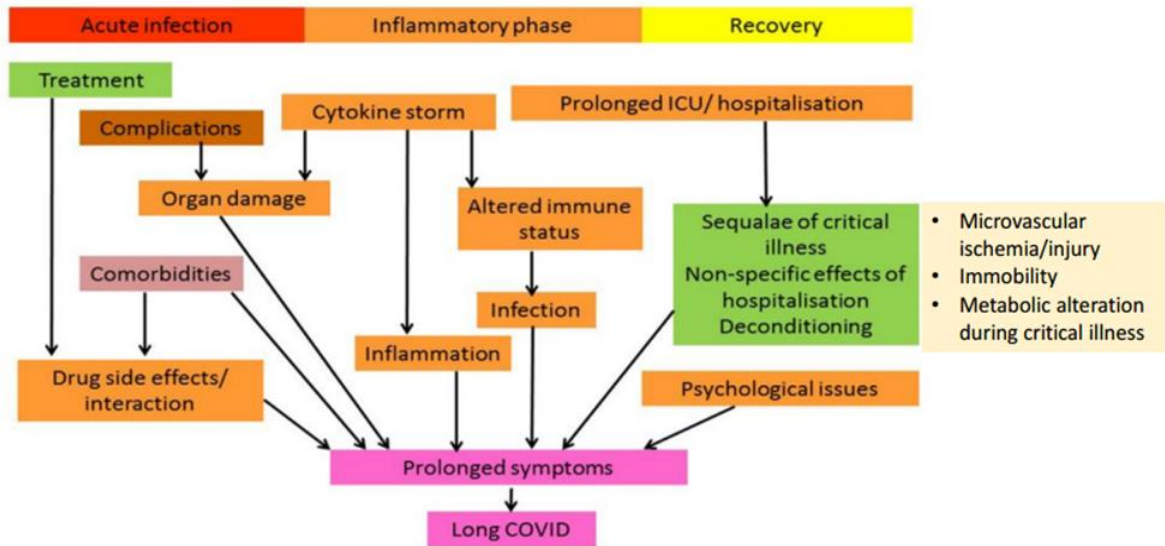 Acute infection
Inflammatory phase
Recovery
Treatment
Complications
Cytokine storm
Prolonged ICU/ hospitalisation
Organ damage
Altered immune
status
Sequalae of critical
illness
Non-specific effects of
hospitalisation
Deconditioning
• Microvascular
ischemia/injury
• Immobility
• Metabolic alteration
during critical illness
Comorbidities
Infection
Inflammation
Drug side effects/
interaction
Psychological issues
Prolonged symptoms
Long COVID